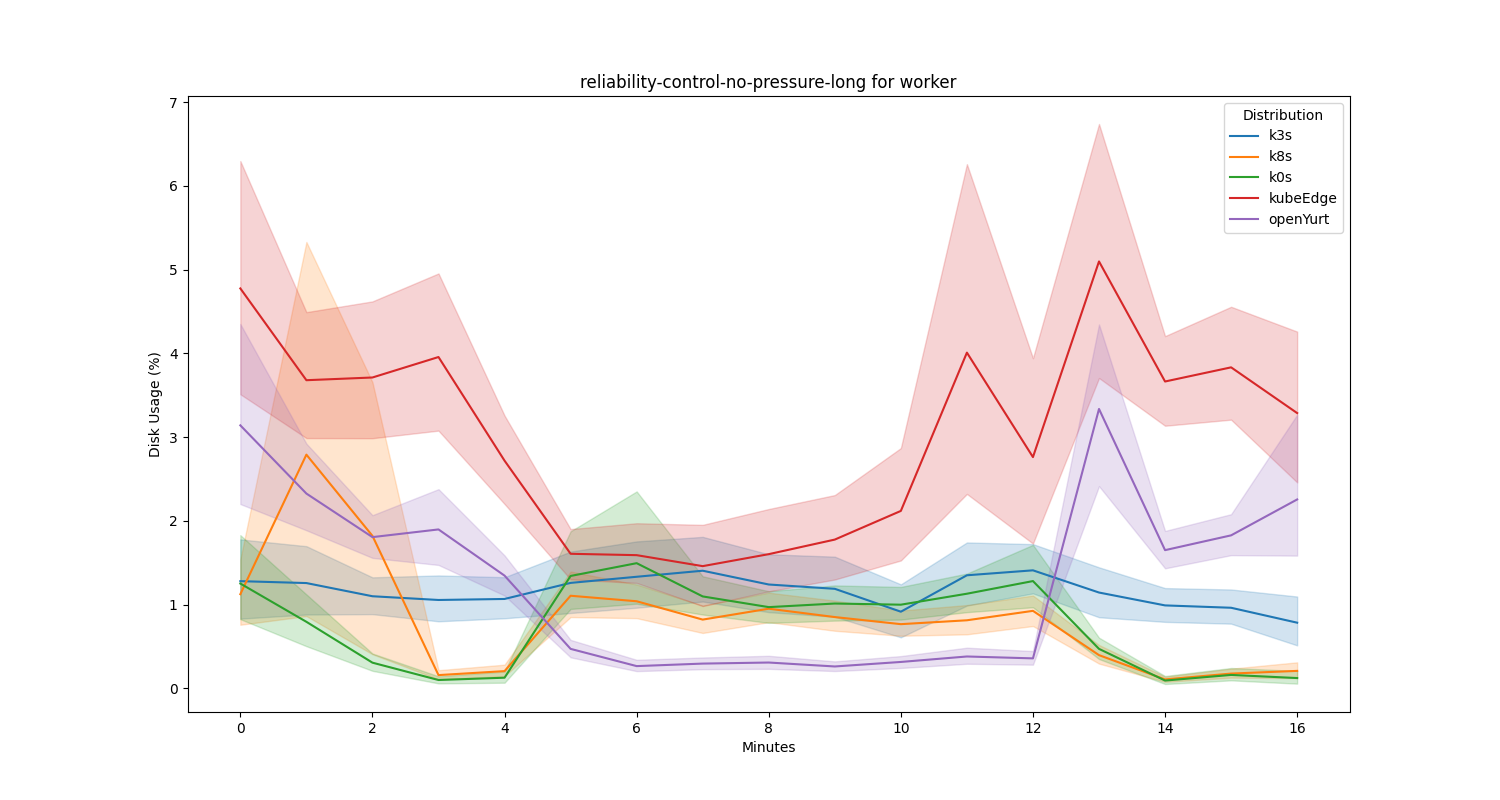 reliability-control-no-pressure-long for worker
7
6
5
4
3
2
1
0
Disk Usage (%)
Distribution
k3s
k8s
k0s
kubeEdge
openYurt
0 2 4 6 8 10 12 14 16
Minutes